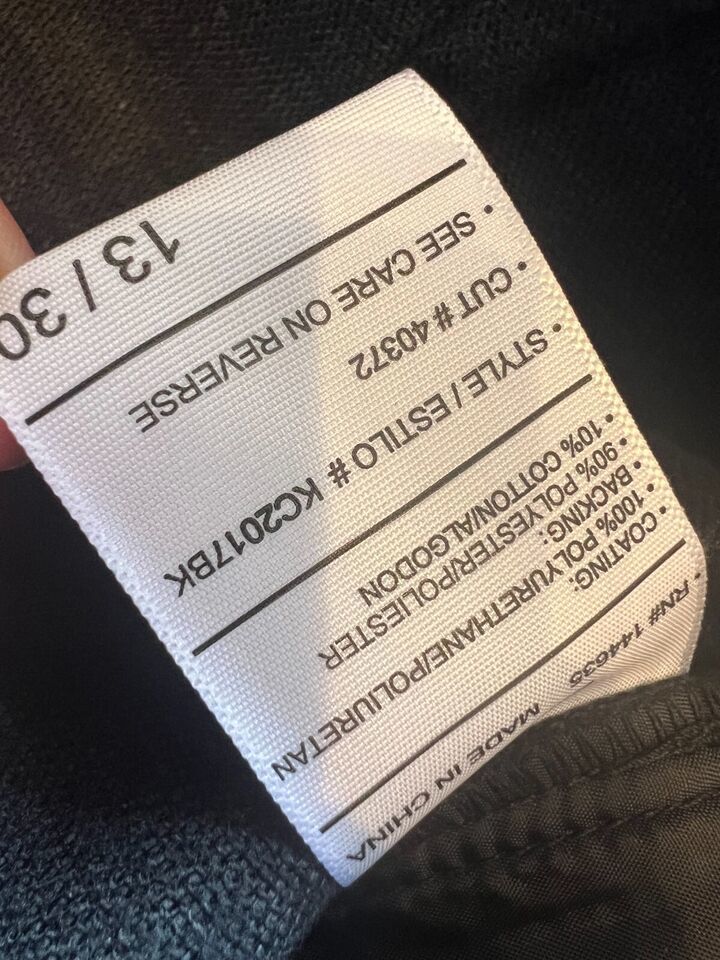 • RN# 144635 MADE IN CHINA
• COATING:
• 100% POLYURETHANE/POLIURETAN
• BACKING:
• 90% POLYESTER/POLIESTER
• 10% COTTON/ALGODON
• STYLE / ESTILO # KC2017BK
• CUT # 40372
• SEE CARE ON REVERSE
13 / 30